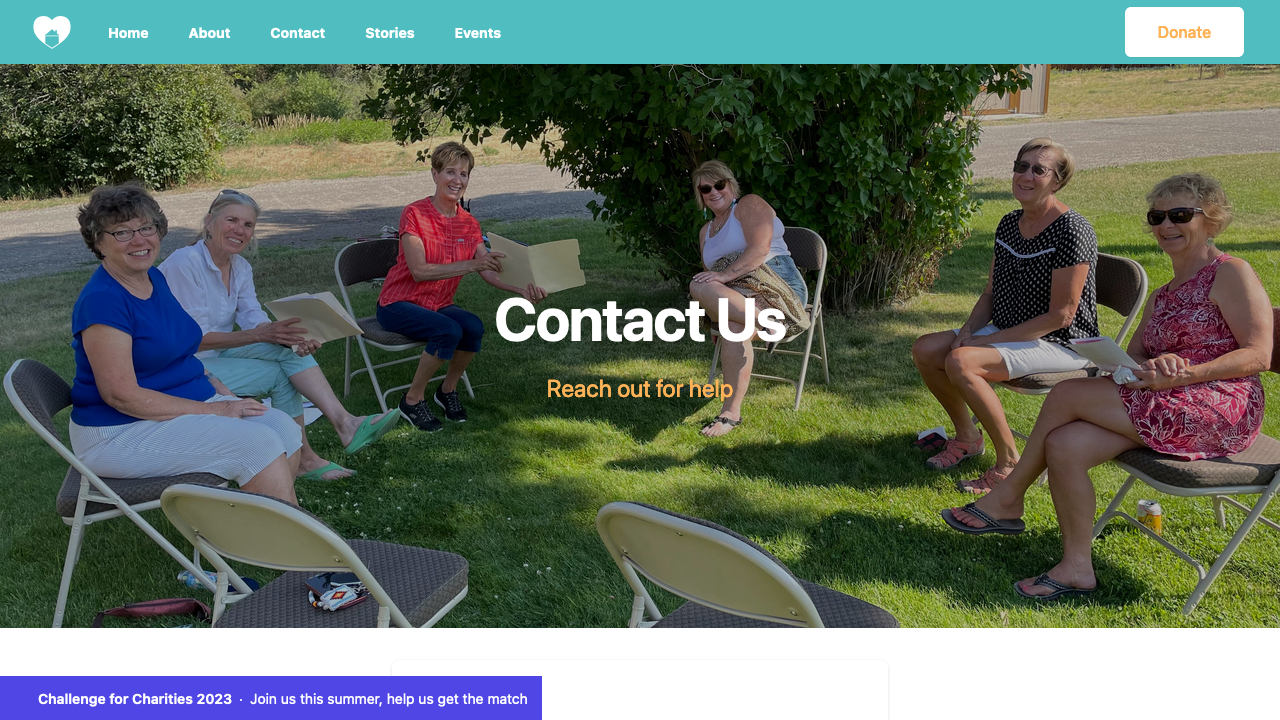 Home
About
Contact
Stories
Events
Donate
Contact Us
Reach out for help
Challenge for Charities 2023 · Join us this summer, help us get the match